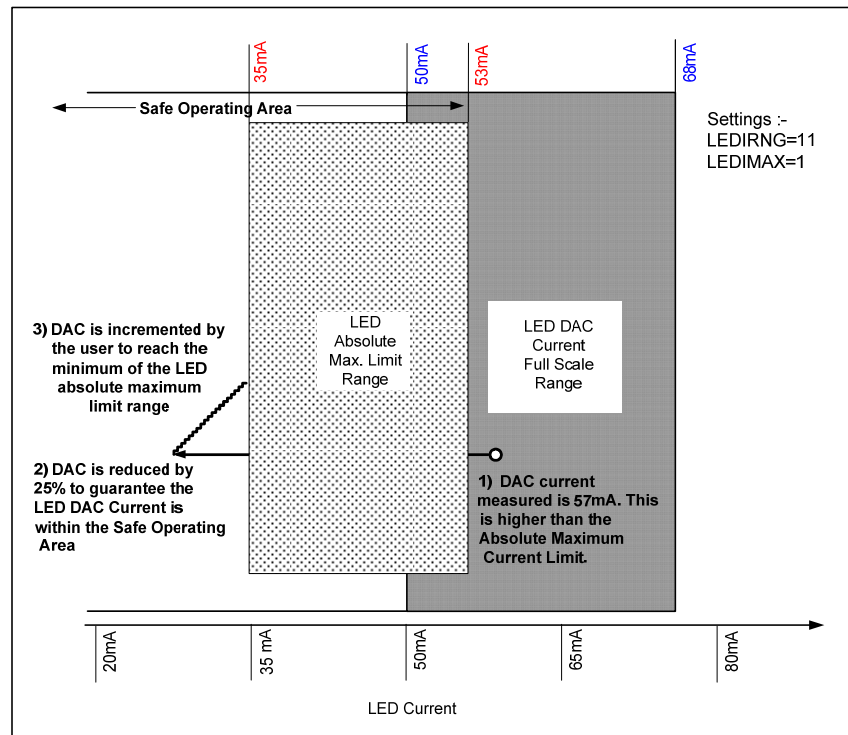 35mA
50mA
53mA
68mA
Safe Operating Area
Settings :-
LEDIRNG=11
LEDIMAX=1
LED
Absolute
Max. Limit
Range
LED DAC
Current
Full Scale
Range
3) DAC is incremented by
the user to reach the
minimum of the LED
absolute maximum
limit range
2) DAC is reduced by
25% to guarantee the
LED DAC Current is
within the Safe Operating
Area
1) DAC current
measured is 57mA. This
is higher than the
Absolute Maximum
Current Limit.
20mA
35 mA
50mA
65mA
80mA
LED Current